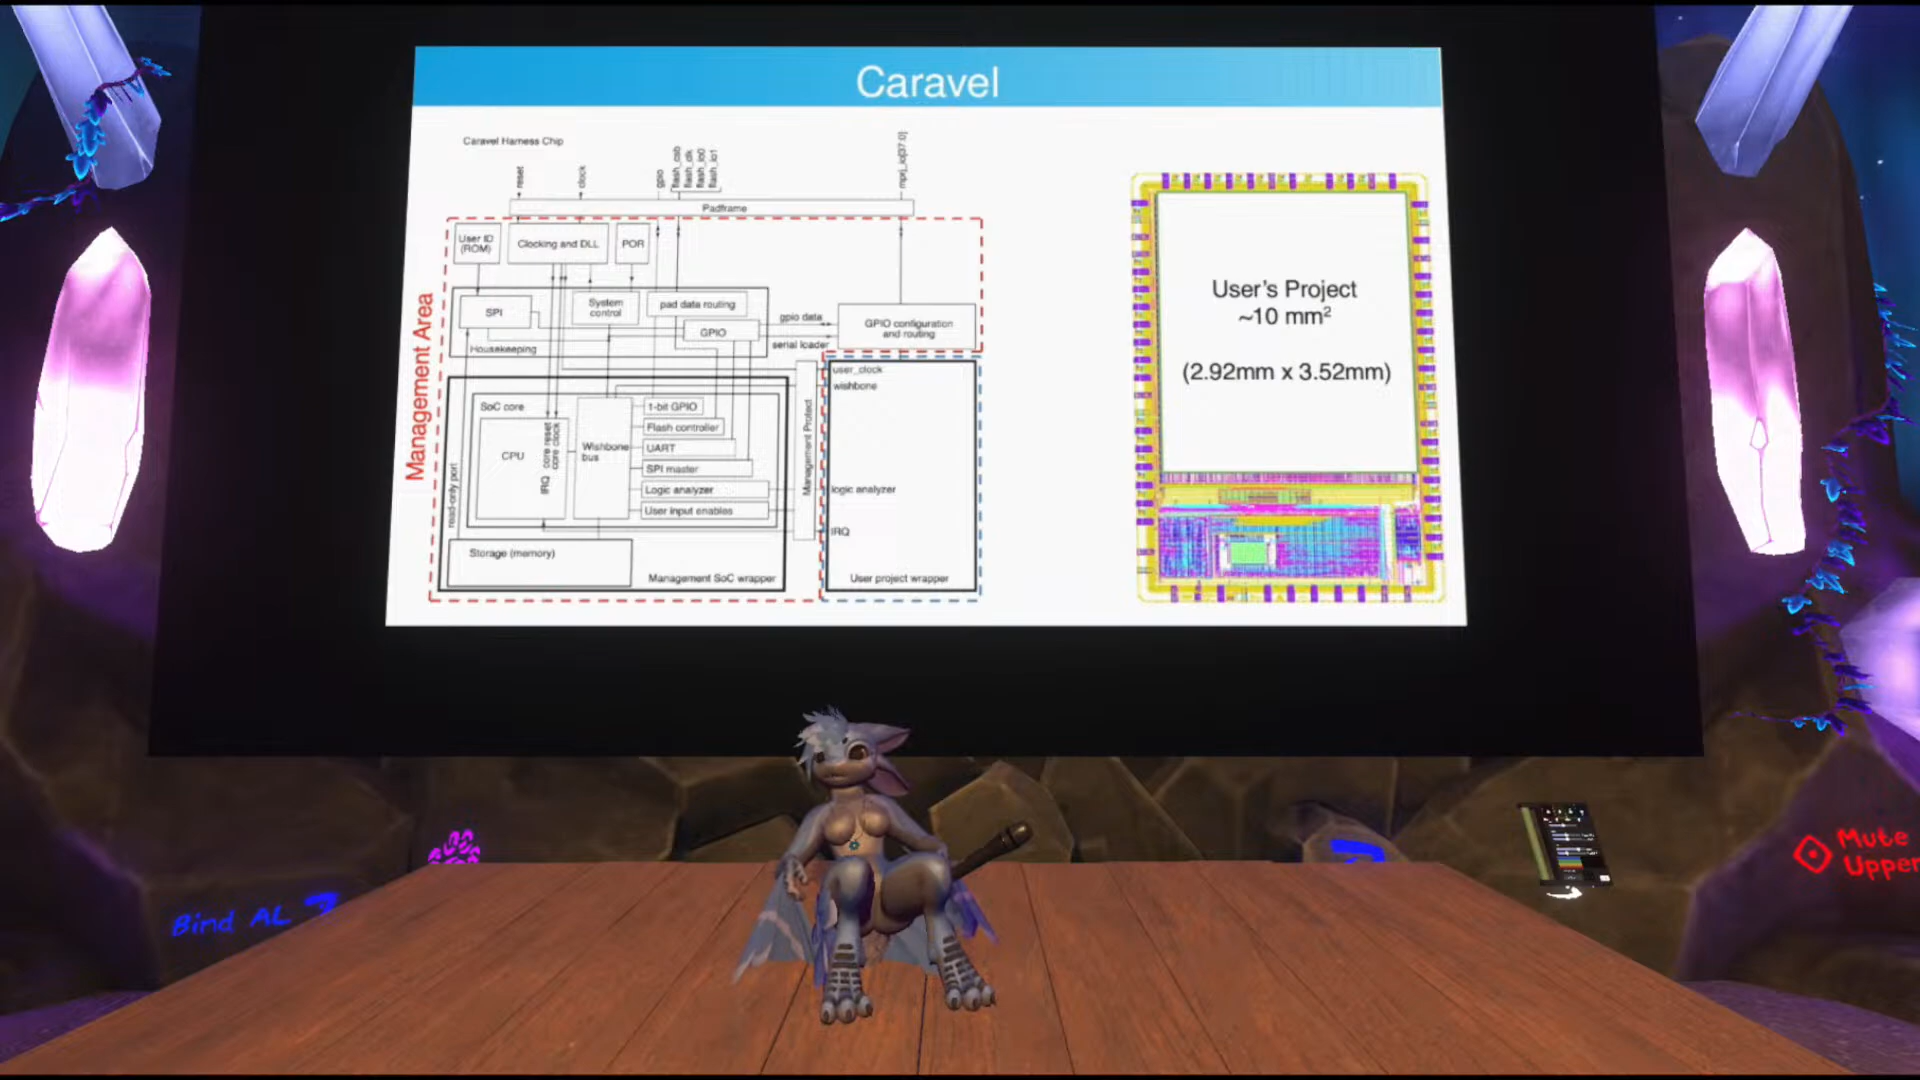 Caravel
Caravel Harness Chip
reset
clock
gpio
flash_csb
flash_clk
flash_io0
flash_io1
mprj_io[37:0]
Padframe
Management Area
User ID
(ROM)
Clocking and DLL
POR
SPI
System
control
pad data routing
GPIO
Housekeeping
gpio data
serial loader
GPIO configuration
and routing
SoC core
CPU
core reset
core clock
IRQ
Wishbone
bus
1-bit GPIO
Flash controller
UART
SPI master
Logic analyzer
User input enables
read-only port
Storage (memory)
Management SoC wrapper
Management Protect
user_clock
wishbone
logic analyzer
IRQ
User project wrapper
User's Project
~10 mm²
(2.92mm x 3.52mm)
Bind AL
Mute
Upper